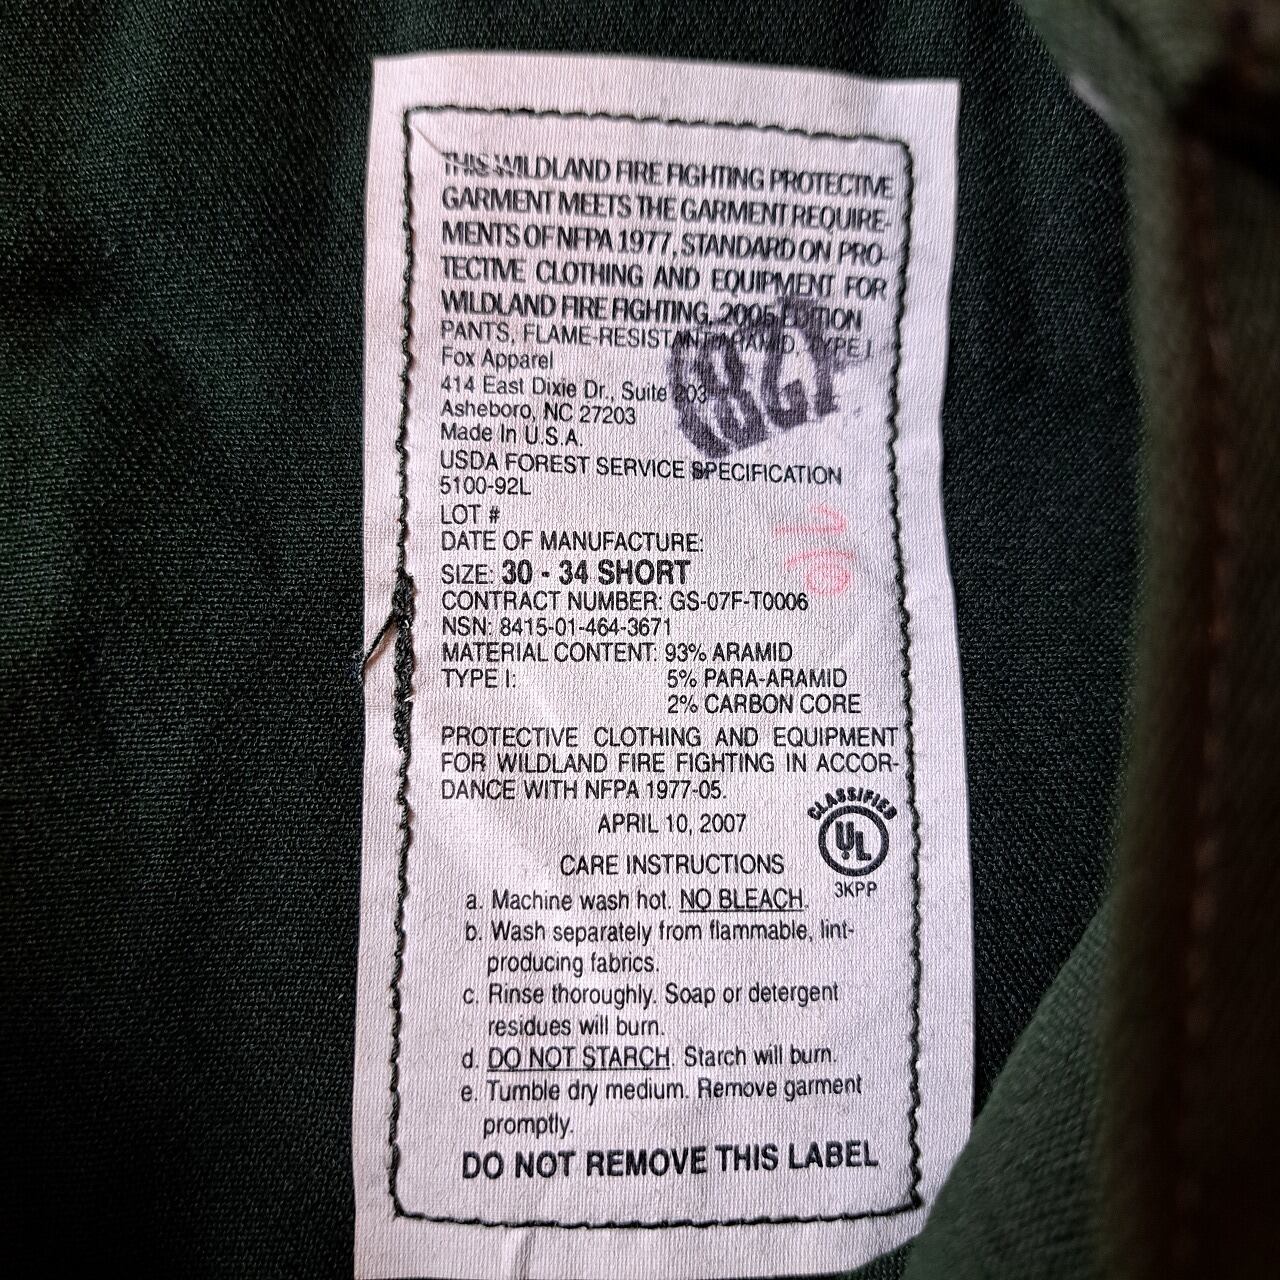 THIS WILDLAND FIRE FIGHTING PROTECTIVE
GARMENT MEETS THE GARMENT REQUIRE-
MENTS OF NFPA 1977, STANDARD ON PRO-
TECTIVE CLOTHING AND EQUIPMENT FOR
WILDLAND FIRE FIGHTING, 2005 EDITION
PANTS, FLAME-RESISTANT ARAMID, TYPE I
Fox Apparel
414 East Dixie Dr., Suite 203
Asheboro, NC 27203
Made In U.S.A.
USDA FOREST SERVICE SPECIFICATION
5100-92L
LOT #
DATE OF MANUFACTURE:
SIZE: 30 - 34 SHORT
CONTRACT NUMBER: GS-07F-T0006
NSN: 8415-01-464-3671
MATERIAL CONTENT: 93% ARAMID
TYPE I: 5% PARA-ARAMID
2% CARBON CORE
PROTECTIVE CLOTHING AND EQUIPMENT
FOR WILDLAND FIRE FIGHTING IN ACCOR-
DANCE WITH NFPA 1977-05.
APRIL 10, 2007
CLASSIFIED
UL
3KPP
CARE INSTRUCTIONS
a. Machine wash hot. NO BLEACH.
b. Wash separately from flammable, lint-
producing fabrics.
c. Rinse thoroughly. Soap or detergent
residues will burn.
d. DO NOT STARCH. Starch will burn.
e. Tumble dry medium. Remove garment
promptly.
DO NOT REMOVE THIS LABEL